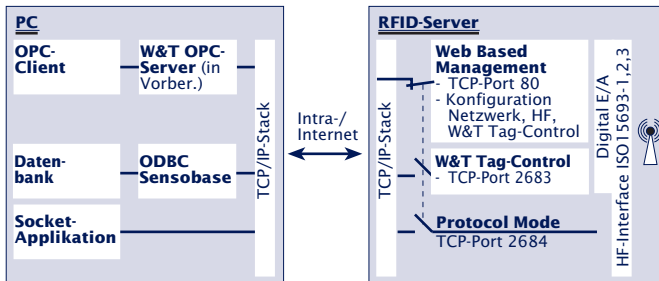 PC
OPC-
Client
W&T OPC-
Server (in
Vorber.)
Daten-
bank
ODBC
Sensobase
Socket-
Applikation
TCP/IP-Stack
Intra-/
Internet
RFID-Server
TCP/IP-Stack
Web Based
Management
- TCP-Port 80
- Konfiguration
Netzwerk, HF,
W&T Tag-Control
W&T Tag-Control
- TCP-Port 2683
Protocol Mode
TCP-Port 2684
Digital E/A
HF-Interface ISO15693-1,2,3